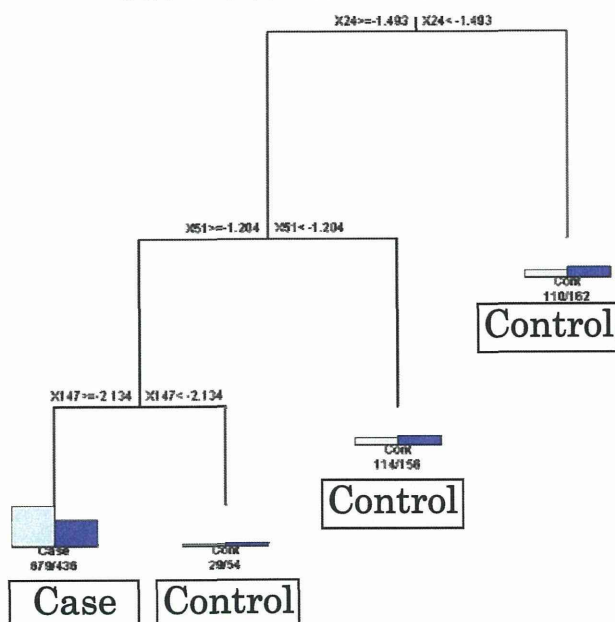 X24>=-1.493 X24<-1.493
X51>=-1.204 X51<-1.204
Cont
110/162
Control
X147>=-2.134 X147<-2.134
Cont
114/156
Control
Case
679/436
Case
Cont
29/54
Control